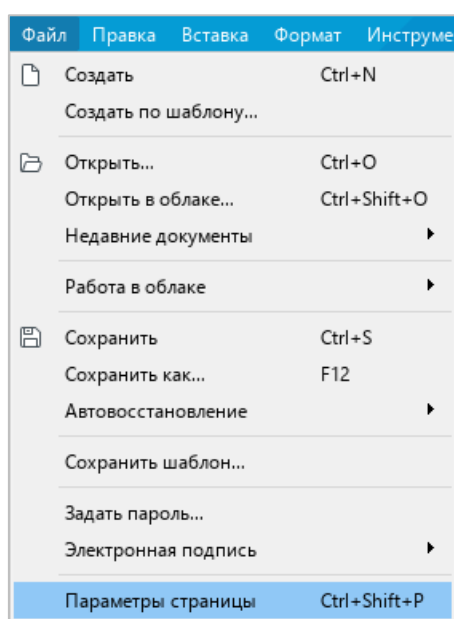 Файл Правка Вставка Формат Инструме
Создать Ctrl+N
Создать по шаблону...
Открыть... Ctrl+O
Открыть в облаке... Ctrl+Shift+O
Недавние документы
Работа в облаке
Сохранить Ctrl+S
Сохранить как... F12
Автовосстановление
Сохранить шаблон...
Задать пароль...
Электронная подпись
Параметры страницы Ctrl+Shift+P